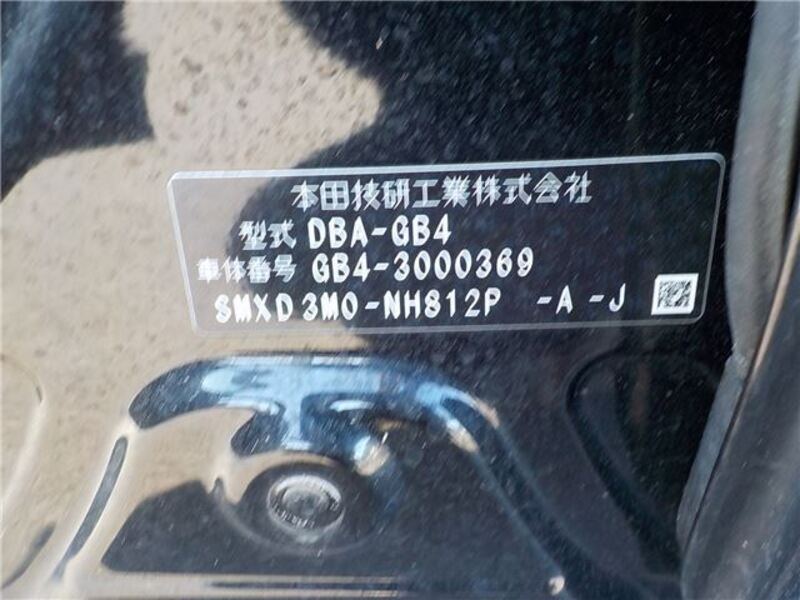 本田技研工業株式会社
型式 DBA-GB4
車体番号 GB4-3000369
SMXD3M0-NH812P -A -J